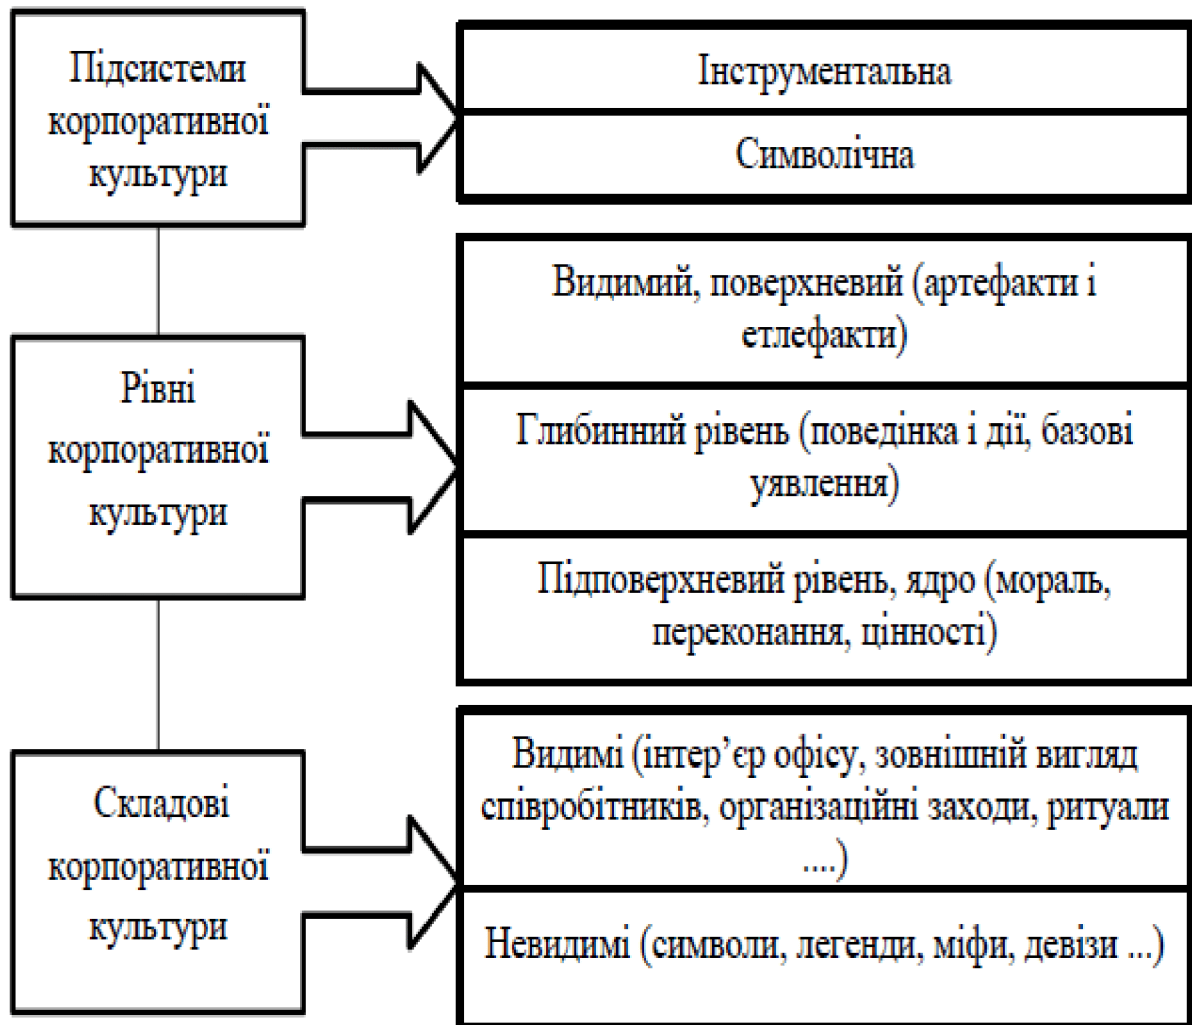 Підсистеми
корпоративної
культури
Інструментальна
Символічна
Рівні
корпоративної
культури
Видимий, поверхневий (артефакти і
етлефакти)
Глибинний рівень (поведінка і дії, базові
уявлення)
Підповерхневий рівень, ядро (мораль,
переконання, цінності)
Складові
корпоративної
культури
Видимі (інтер’єр офісу, зовнішній вигляд
співробітників, організаційні заходи, ритуали
....)
Невидимі (символи, легенди, міфи, девізи ...)